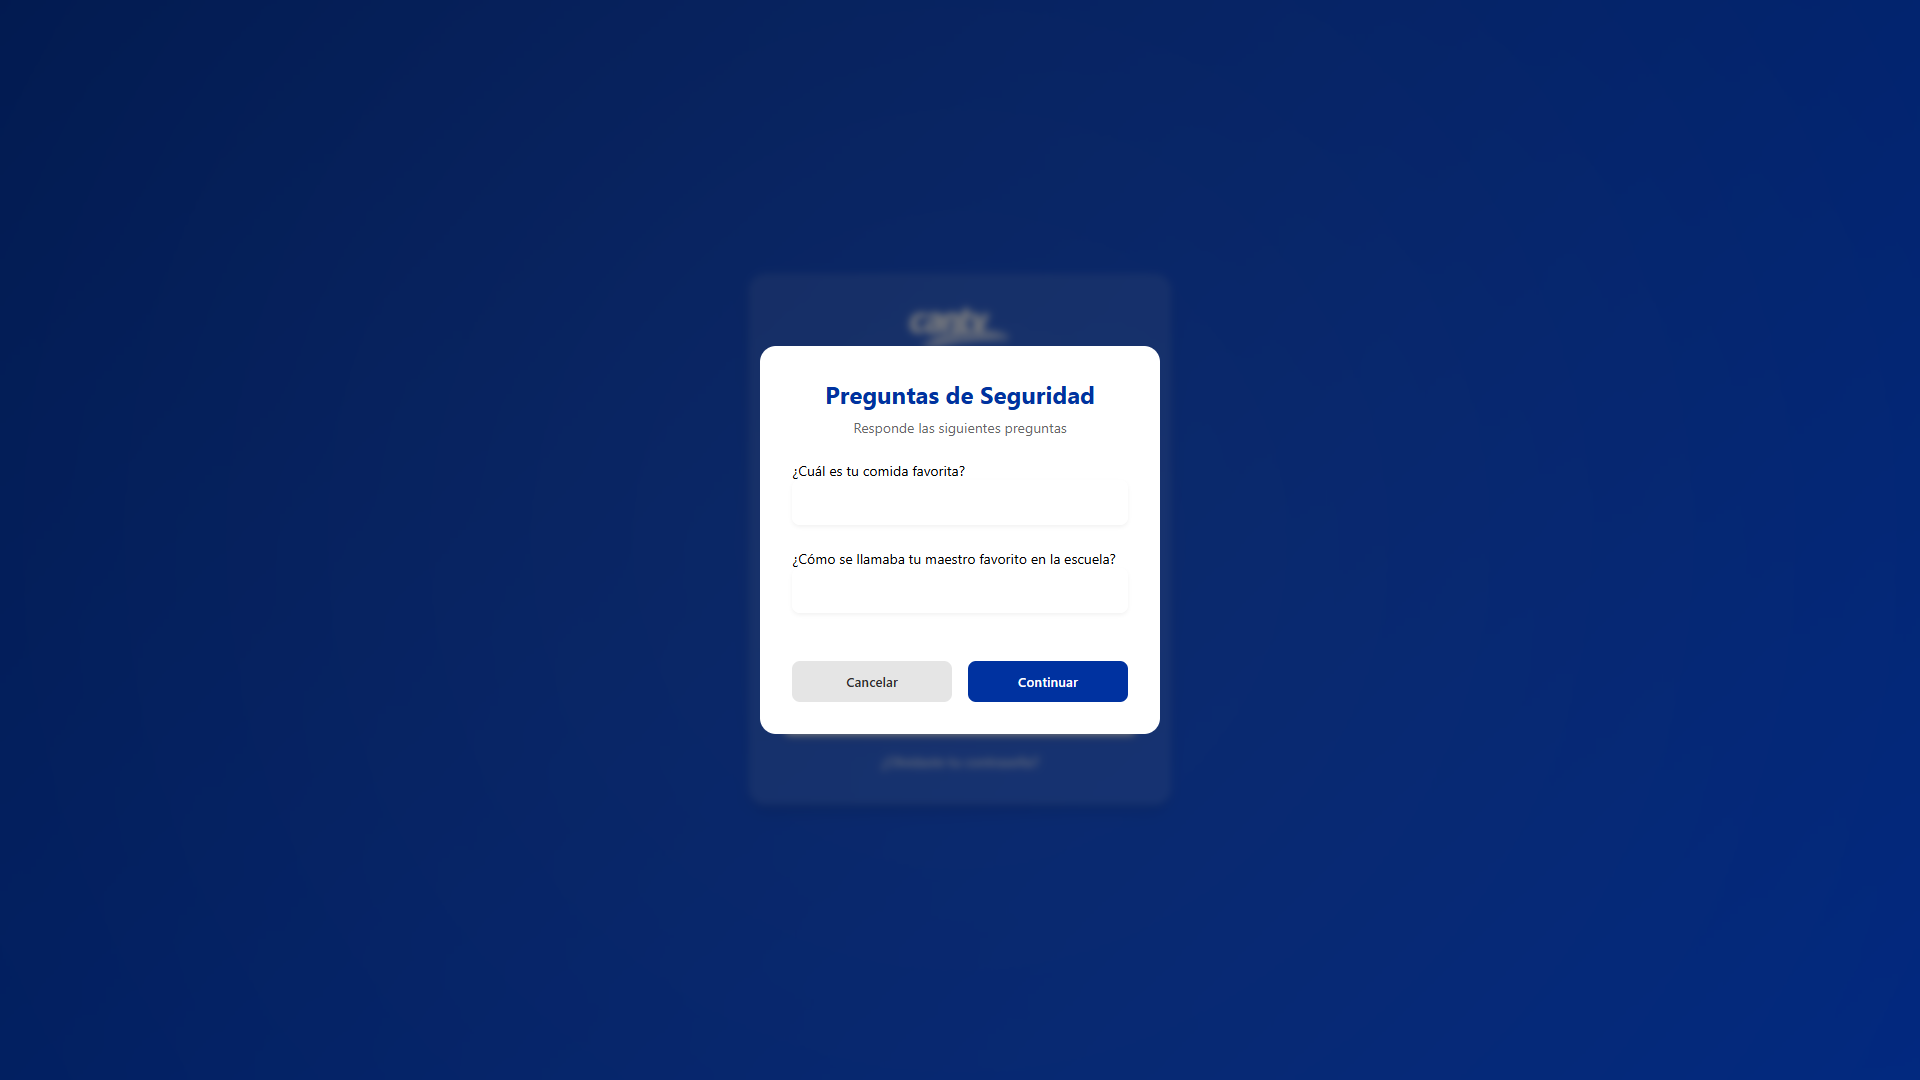 cantv
Preguntas de Seguridad
Responde las siguientes preguntas
¿Cuál es tu comida favorita?
¿Cómo se llamaba tu maestro favorito en la escuela?
Cancelar
Continuar